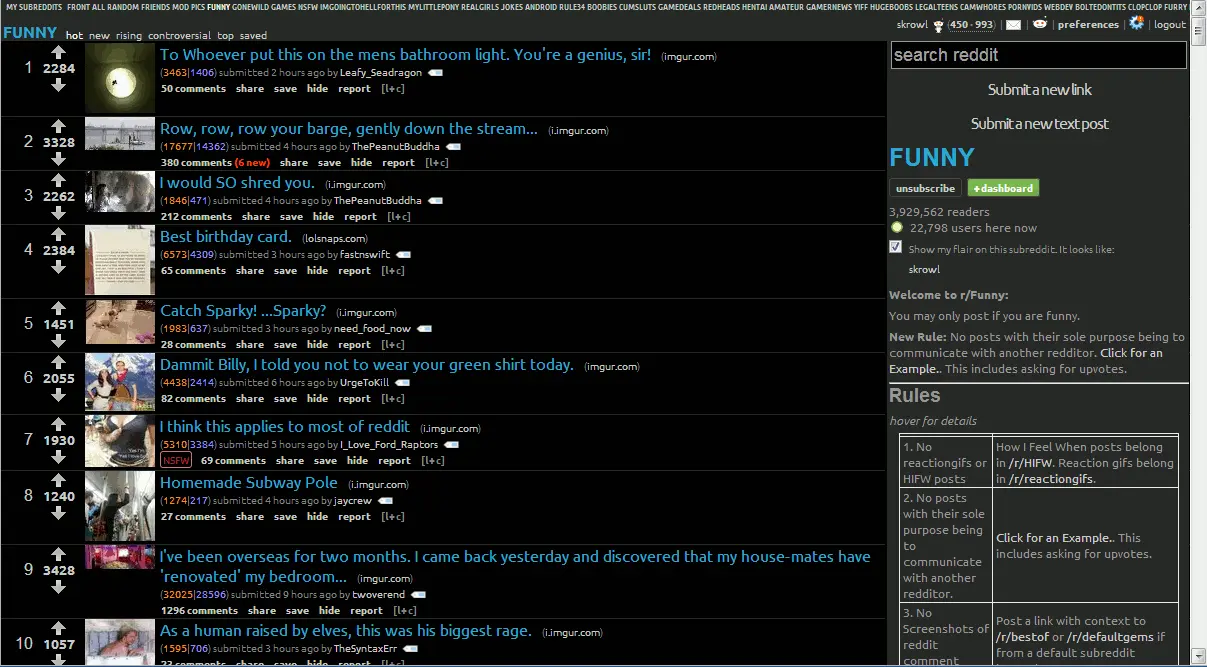 MY SUBREDDITS FRONT ALL RANDOM FRIENDS MOD PICS FUNNY GONEWILD GAMES NSFW IMGOINGTOHELLFORTHIS MYLITTLEPONY REALGIRLS JOKES ANDROID RULE34 BOOBIES CUMSLUTS GAMEDEALS REDHEADS HENTAI AMATEUR GAMERNEWS YIFF HUGEBOOBS LEGALTEENS CAMWHORES PORNVIDS WEBDEV BOLTEDONTITS CLOPCLOP FURRY
skrowl (450 · 993) | | | preferences | | logout
FUNNY hot new rising controversial top saved
1
2284
To Whoever put this on the mens bathroom light. You're a genius, sir! (imgur.com)
(3463|1406) submitted 2 hours ago by Leafy_Seadragon
50 comments share save hide report [l+c]
2
3328
Row, row, row your barge, gently down the stream... (i.imgur.com)
(17677|14362) submitted 4 hours ago by ThePeanutBuddha
380 comments (6 new) share save hide report [l+c]
3
2262
I would SO shred you. (i.imgur.com)
(1846|471) submitted 4 hours ago by ThePeanutBuddha
212 comments share save hide report [l+c]
4
2384
Best birthday card. (lolsnaps.com)
(6573|4309) submitted 3 hours ago by fastnswift
65 comments share save hide report [l+c]
5
1451
Catch Sparky! ...Sparky? (i.imgur.com)
(1983|637) submitted 3 hours ago by need_food_now
28 comments share save hide report [l+c]
6
2055
Dammit Billy, I told you not to wear your green shirt today. (imgur.com)
(4438|2414) submitted 6 hours ago by UrgeToKill
82 comments share save hide report [l+c]
7
1930
I think this applies to most of reddit (i.imgur.com)
(5310|3384) submitted 5 hours ago by I_Love_Ford_Raptors
NSFW 69 comments share save hide report [l+c]
8
1240
Homemade Subway Pole (i.imgur.com)
(1274|217) submitted 4 hours ago by jaycrew
27 comments share save hide report [l+c]
9
3428
I've been overseas for two months. I came back yesterday and discovered that my house-mates have
'renovated' my bedroom... (imgur.com)
(32025|28596) submitted 9 hours ago by twoverend
1296 comments share save hide report [l+c]
10
1057
As a human raised by elves, this was his biggest rage. (i.imgur.com)
(1595|706) submitted 3 hours ago by TheSyntaxErr
search reddit
Submit a new link
Submit a new text post
FUNNY
unsubscribe +dashboard
3,929,562 readers
22,798 users here now
Show my flair on this subreddit. It looks like:
skrowl
Welcome to r/Funny:
You may only post if you are funny.
New Rule: No posts with their sole purpose being to
communicate with another redditor. Click for an
Example.. This includes asking for upvotes.
Rules
hover for details
1. No
reactiongifs or
HIFW posts
How I Feel When posts belong
in /r/HIFW. Reaction gifs belong
in /r/reactiongifs.
2. No posts
with their sole
purpose being
to
communicate
with another
redditor.
Click for an Example.. This
includes asking for upvotes.
3. No
Screenshots of
reddit
comment
Post a link with context to
/r/bestof or /r/defaultgems if
from a default subreddit